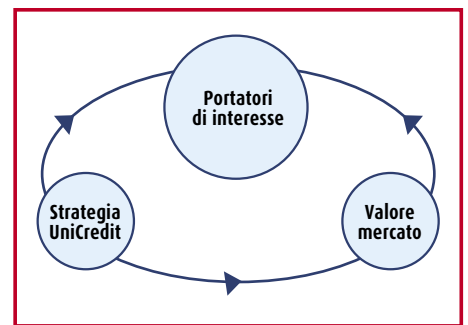 Portatori
di interesse
Strategia
UniCredit
Valore
mercato